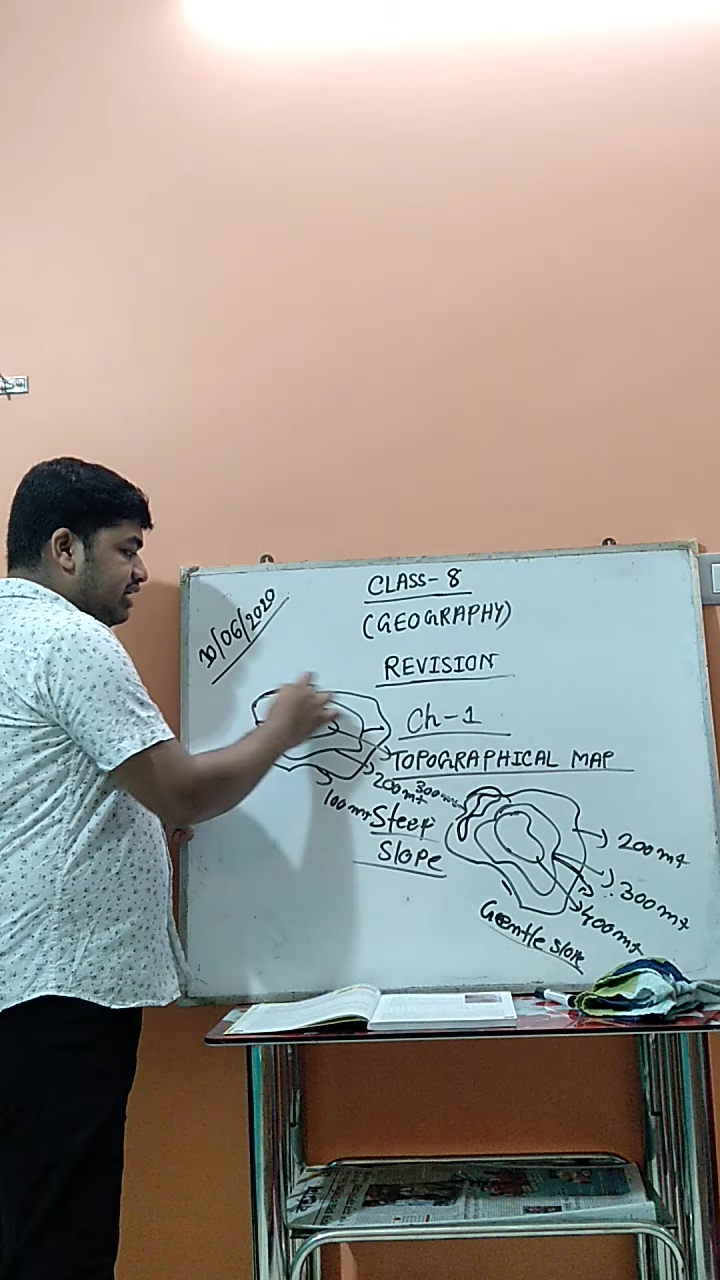 CLASS-8
(GEOGRAPHY)
30/06/2020
REVISION
Ch-1
TOPOGRAPHICAL MAP
200mt
300mt
100mt
Steep
Slope
200mt
300mt
400mt
Gentle slope